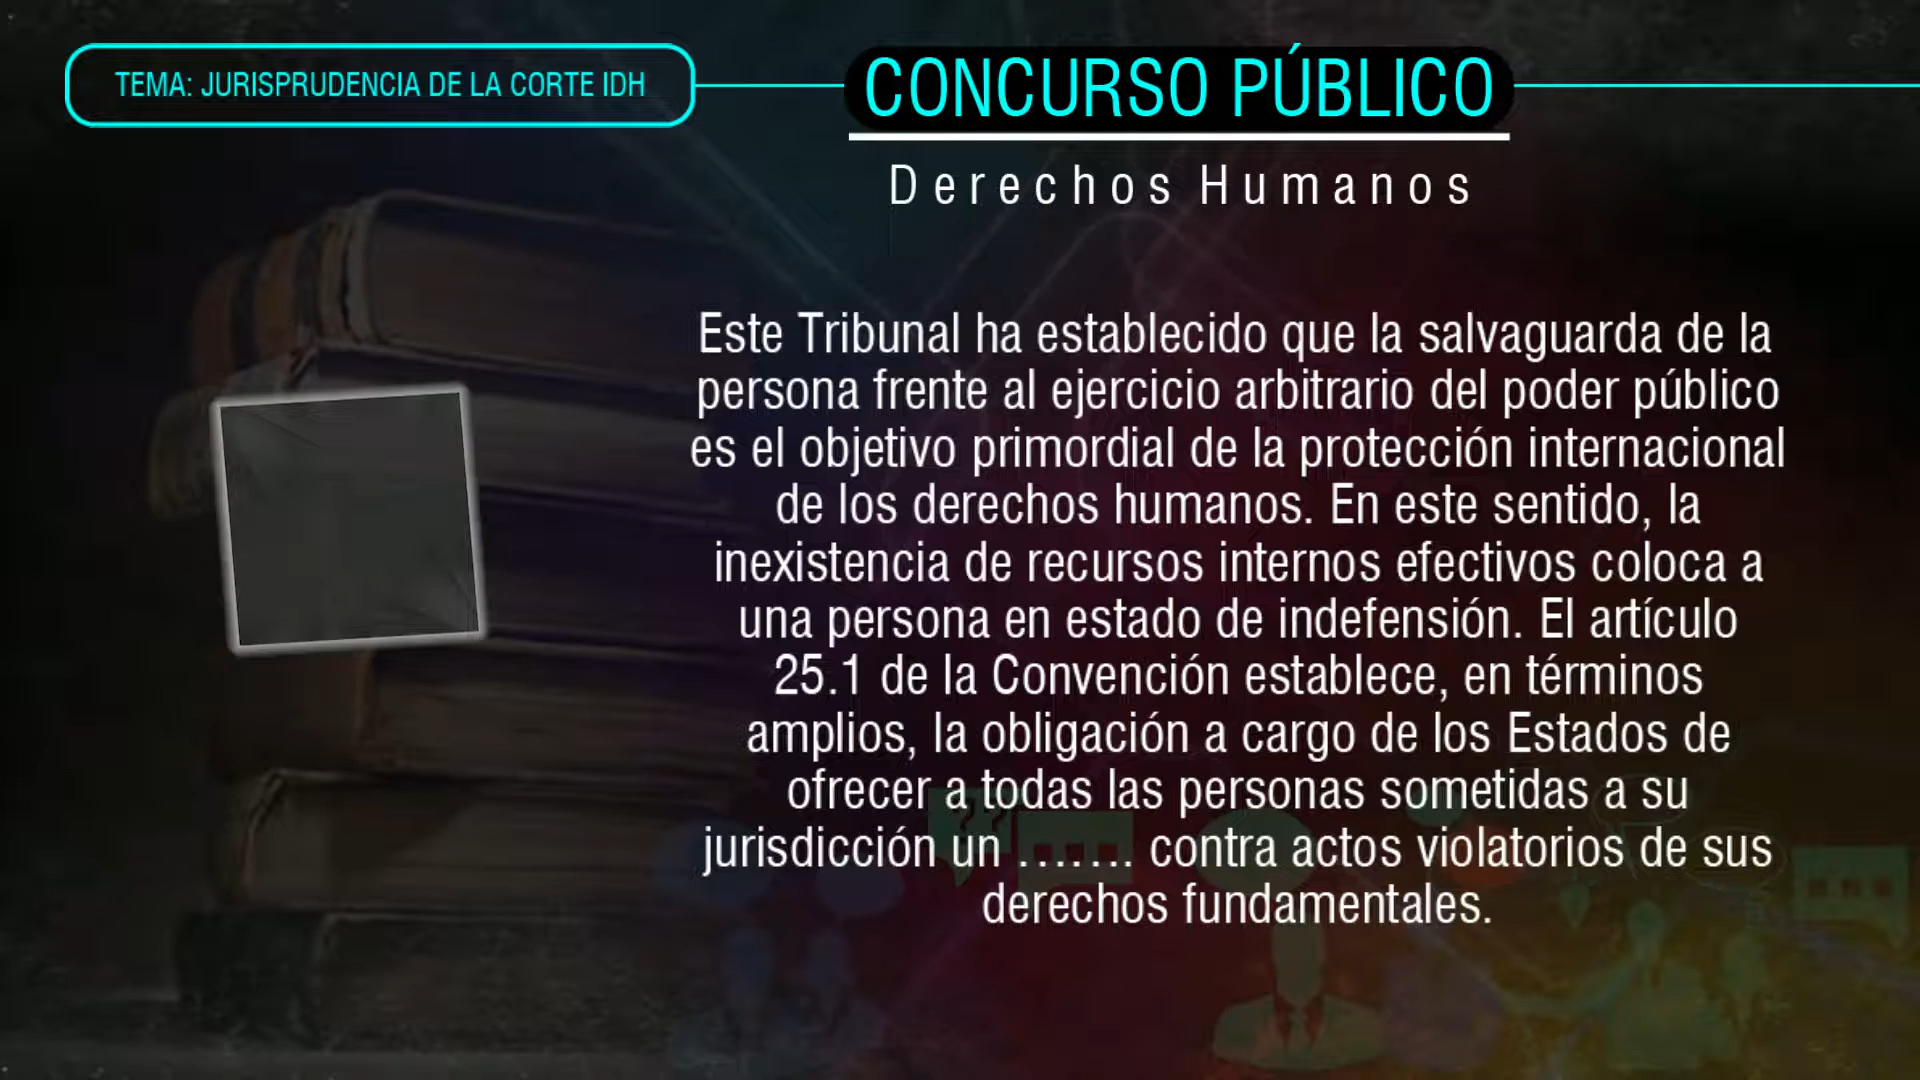 TEMA: JURISPRUDENCIA DE LA CORTE IDH
CONCURSO PÚBLICO
Derechos Humanos
Este Tribunal ha establecido que la salvaguarda de la
persona frente al ejercicio arbitrario del poder público
es el objetivo primordial de la protección internacional
de los derechos humanos. En este sentido, la
inexistencia de recursos internos efectivos coloca a
una persona en estado de indefensión. El artículo
25.1 de la Convención establece, en términos
amplios, la obligación a cargo de los Estados de
ofrecer a todas las personas sometidas a su
jurisdicción un ……. contra actos violatorios de sus
derechos fundamentales.